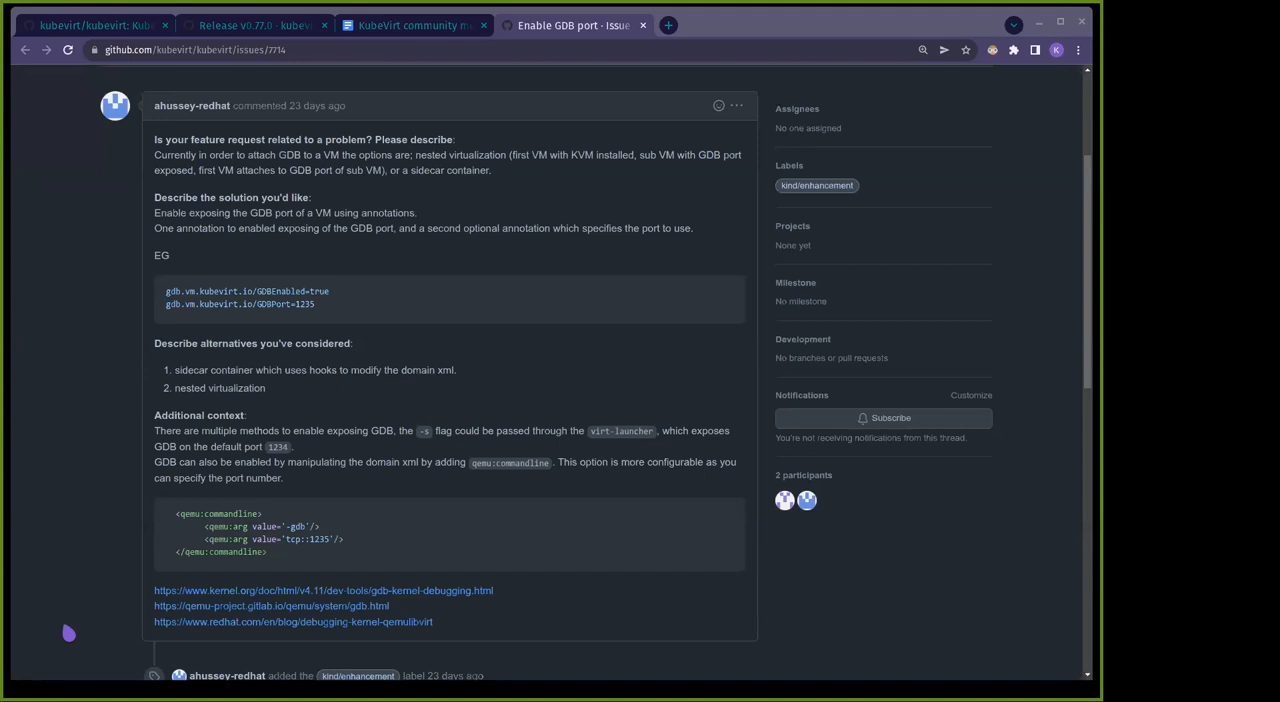 kubevirt/kubevirt: Kub
Release v0.77.0 · kubevi
KubeVirt community m
Enable GDB port · Issue
github.com/kubevirt/kubevirt/issues/7714
K
ahussey-redhat commented 23 days ago
Is your feature request related to a problem? Please describe:
Currently in order to attach GDB to a VM the options are; nested virtualization (first VM with KVM installed, sub VM with GDB port
exposed, first VM attaches to GDB port of sub VM), or a sidecar container.
Describe the solution you'd like:
Enable exposing the GDB port of a VM using annotations.
One annotation to enabled exposing of the GDB port, and a second optional annotation which specifies the port to use.
EG
gdb.vm.kubevirt.io/GDBEnabled=true
gdb.vm.kubevirt.io/GDBPort=1235
Describe alternatives you've considered:
1. sidecar container which uses hooks to modify the domain xml.
2. nested virtualization
Additional context:
There are multiple methods to enable exposing GDB, the -s flag could be passed through the virt-launcher, which exposes
GDB on the default port 1234.
GDB can also be enabled by manipulating the domain xml by adding qemu:commandline. This option is more configurable as you
can specify the port number.
<qemu:commandline>
<qemu:arg value='-gdb'/>
<qemu:arg value='tcp::1235'/>
</qemu:commandline>
https://www.kernel.org/doc/html/v4.11/dev-tools/gdb-kernel-debugging.html
https://qemu-project.gitlab.io/qemu/system/gdb.html
https://www.redhat.com/en/blog/debugging-kernel-qemulibvirt
ahussey-redhat added the kind/enhancement label 23 days ago
Assignees
No one assigned
Labels
kind/enhancement
Projects
None yet
Milestone
No milestone
Development
No branches or pull requests
Notifications Customize
Subscribe
You're not receiving notifications from this thread.
2 participants